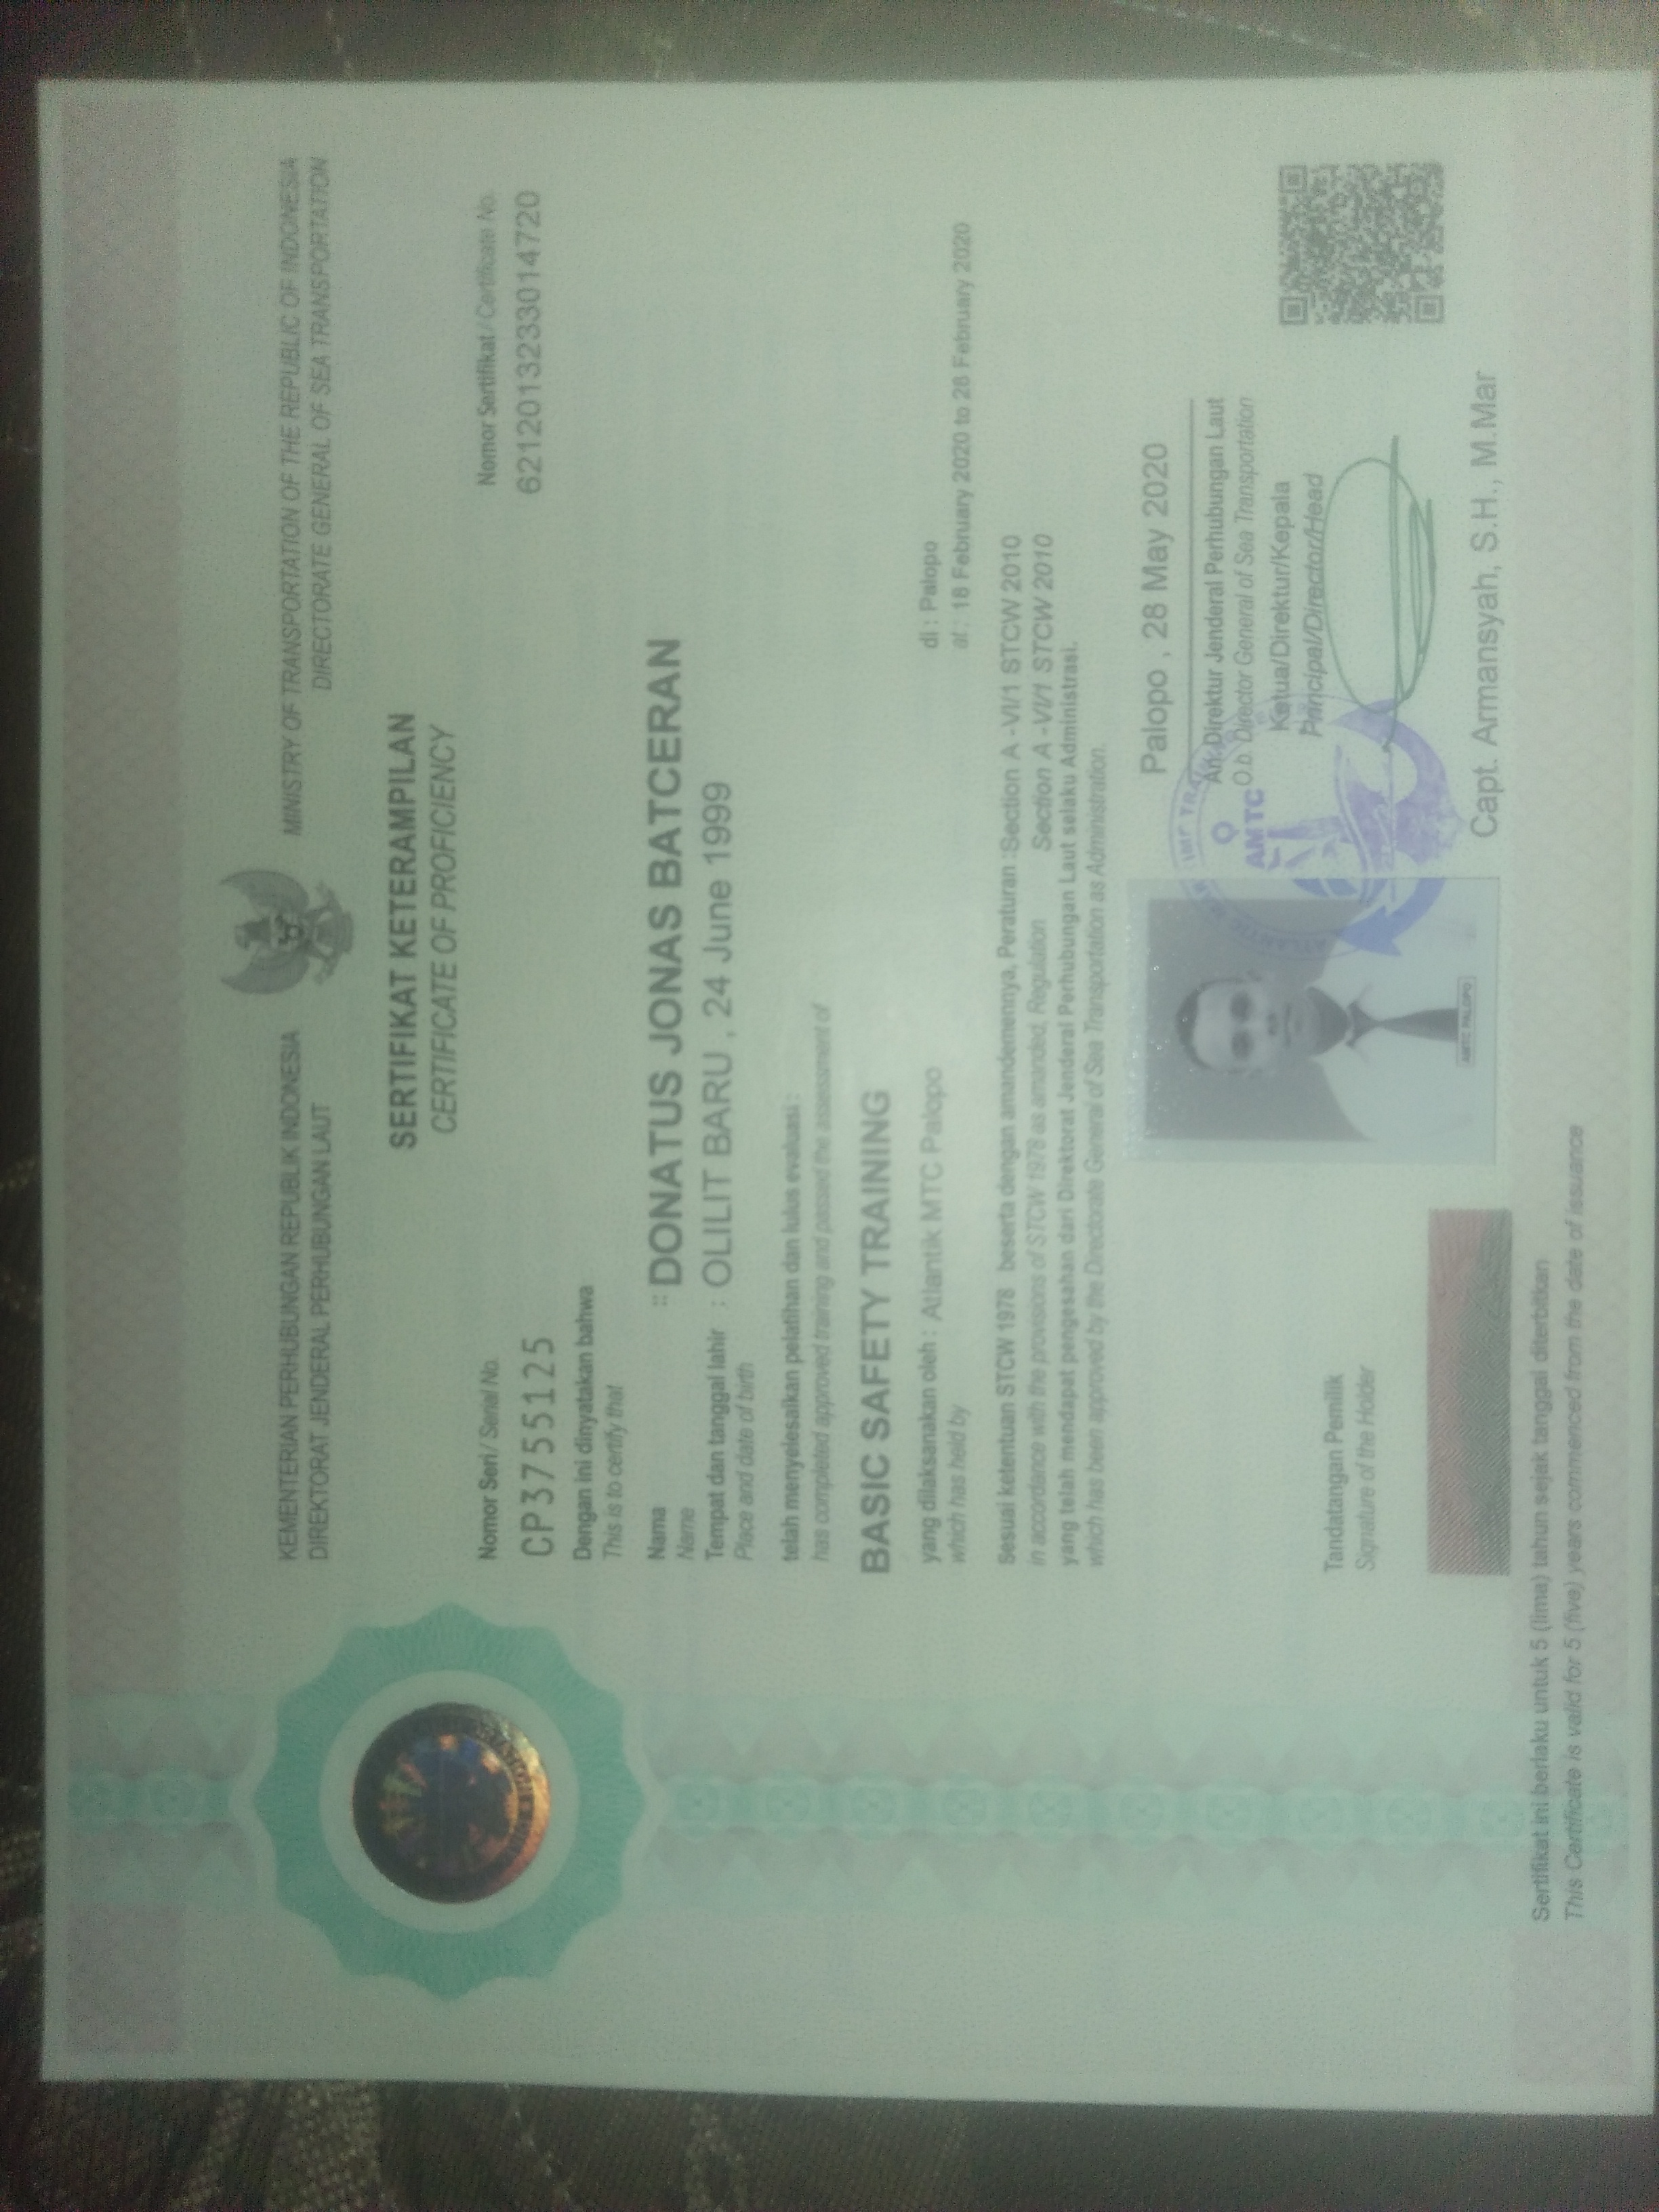 KEMENTERIAN PERHUBUNGAN REPUBLIK INDONESIA
DIREKTORAT JENDERAL PERHUBUNGAN LAUT
MINISTRY OF TRANSPORTATION OF THE REPUBLIC OF INDONESIA
DIRECTORATE GENERAL OF SEA TRANSPORTATION
SERTIFIKAT KETERAMPILAN
CERTIFICATE OF PROFICIENCY
Nomor Seri / Serial No.
CP3755125
Nomor Sertifikat / Certificate No.
6212013233014720
Dengan ini dinyatakan bahwa
This is to certify that
Nama :: DONATUS JONAS BATCERAN
Name
Tempat dan tanggal lahir : OLILIT BARU , 24 June 1999
Place and date of birth
telah menyelesaikan pelatihan dan lulus evaluasi :
has completed approved training and passed the assessment of
BASIC SAFETY TRAINING
yang dilaksanakan oleh : Atlantik MTC Palopo di : Palopo
which has held by at : 18 February 2020 to 28 February 2020
Sesuai ketentuan STCW 1978 beserta dengan amandemennya, Peraturan :Section A -VI/1 STCW 2010
in accordance with the provisions of STCW 1978 as amanded, Regulation Section A -VI/1 STCW 2010
yang telah mendapat pengesahan dari Direktorat Jenderal Perhubungan Laut selaku Administrasi.
which has been approved by the Directorate General of Sea Transportation as Administration.
Palopo , 28 May 2020
An. Direktur Jenderal Perhubungan Laut
O.b. Director General of Sea Transportation
Ketua/Direktur/Kepala
Principal/Director/Head
AMTC
AMTC PALOPO
Capt. Armansyah, S.H., M.Mar
Tandatangan Pemilik
Signature of the Holder
Sertifikat ini berlaku untuk 5 (lima) tahun sejak tanggal diterbitkan
This Certificate is valid for 5 (five) years commenced from the date of issuance